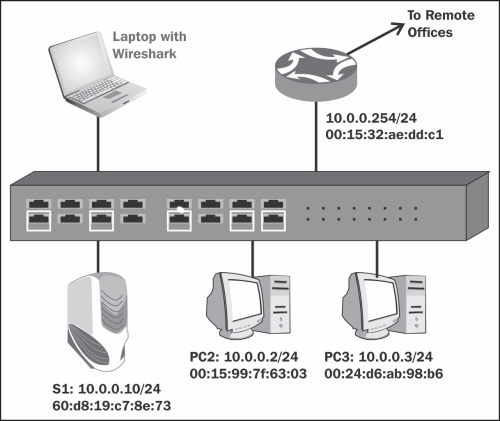 Laptop with
Wireshark
To Remote
Offices
10.0.0.254/24
00:15:32:ae:dd:c1
S1: 10.0.0.10/24
60:d8:19:c7:8e:73
PC2: 10.0.0.2/24
00:15:99:7f:63:03
PC3: 10.0.0.3/24
00:24:d6:ab:98:b6